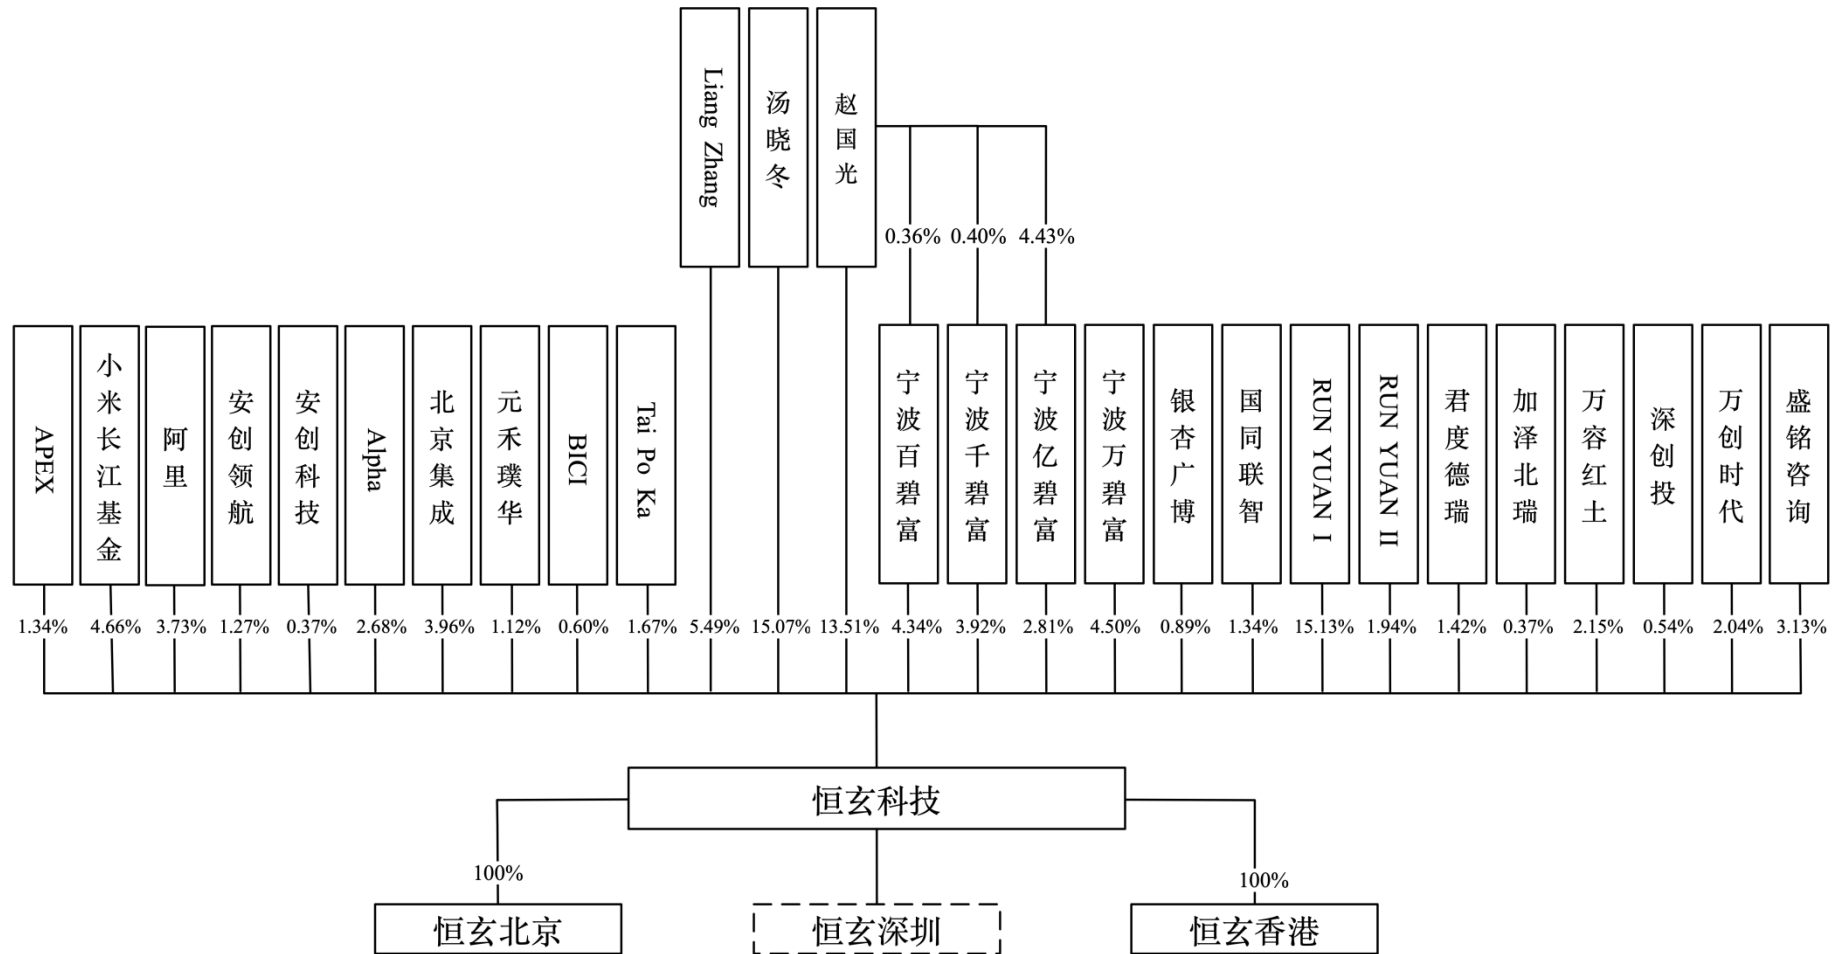 Liang Zhang
汤晓冬
赵国光
0.36%
0.40%
4.43%
APEX
小米长江基金
阿里
安创领航
安创科技
Alpha
北京集成
元禾璞华
BICI
Tai Po Ka
宁波百碧富
宁波千碧富
宁波亿碧富
宁波万碧富
银杏广博
国同联智
RUN YUAN I
RUN YUAN II
君度德瑞
加泽北瑞
万容红土
深创投
万创时代
盛铭咨询
1.34%
4.66%
3.73%
1.27%
0.37%
2.68%
3.96%
1.12%
0.60%
1.67%
5.49%
15.07%
13.51%
4.34%
3.92%
2.81%
4.50%
0.89%
1.34%
15.13%
1.94%
1.42%
0.37%
2.15%
0.54%
2.04%
3.13%
恒玄科技
100%
100%
恒玄北京
恒玄深圳
恒玄香港